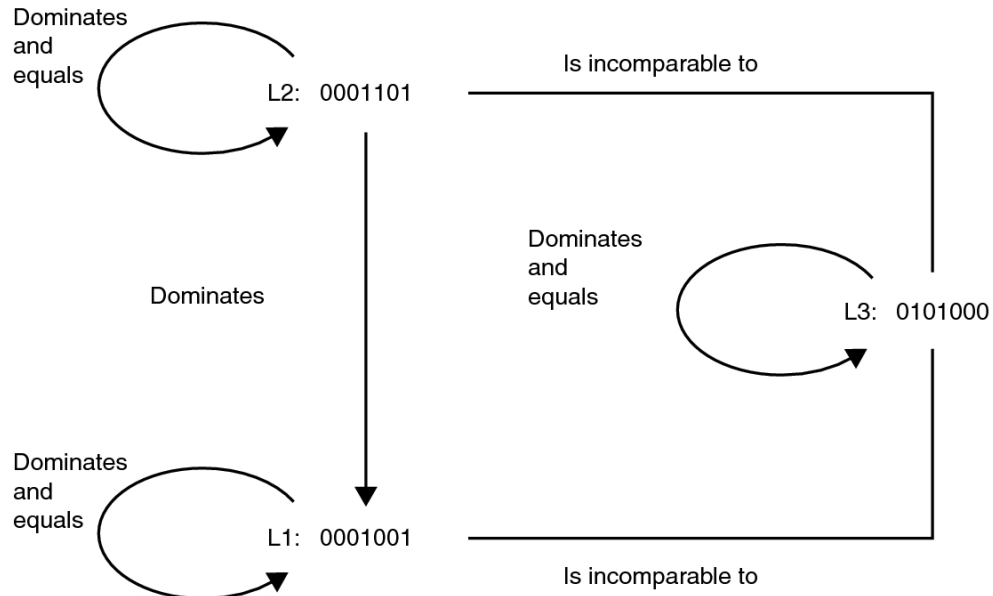 Dominates
and
equals
L2: 0001101
Is incomparable to
Dominates
and
equals
Dominates
L3: 0101000
Dominates
and
equals
L1: 0001001
Is incomparable to